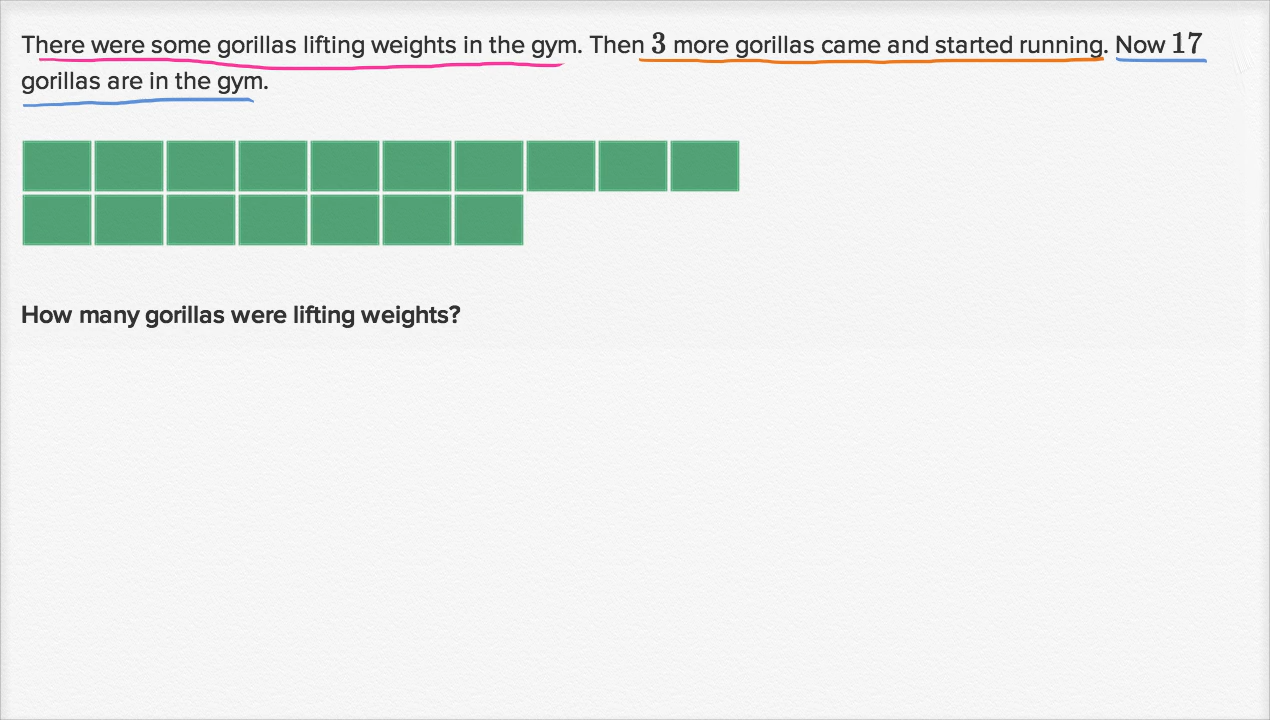 There were some gorillas lifting weights in the gym. Then 3 more gorillas came and started running. Now 17
gorillas are in the gym.
How many gorillas were lifting weights?